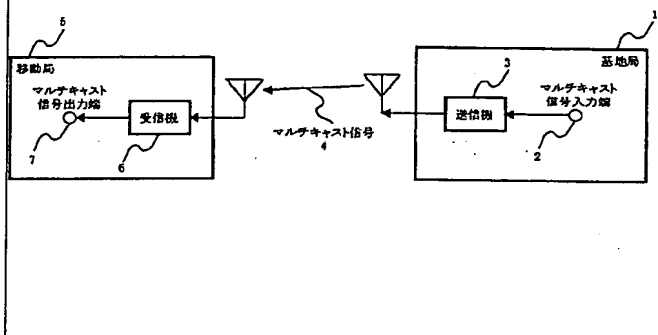 5
移動局
マルチキャスト
信号出力端
7
受信機
6
マルチキャスト信号
4
1
基地局
3
送信機
マルチキャスト
信号入力端
2